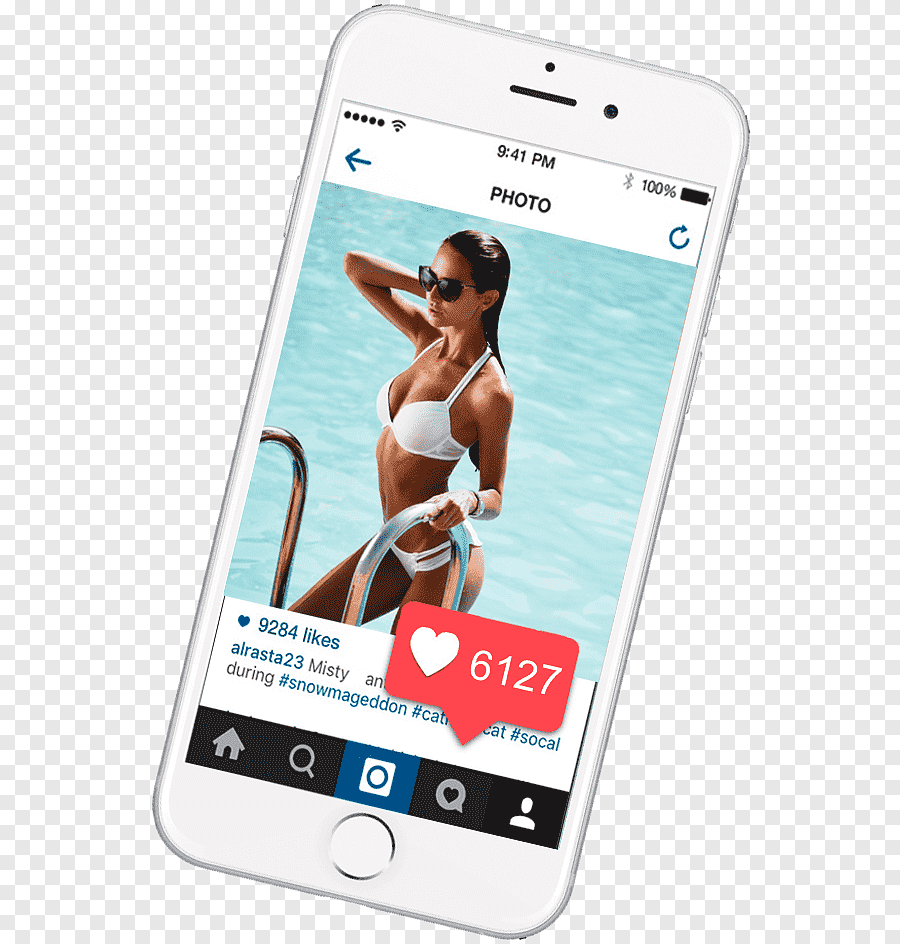 9:41 PM
100%
PHOTO
9284 likes
alrasta23 Misty
during #snowmageddon
cat #socal
6127